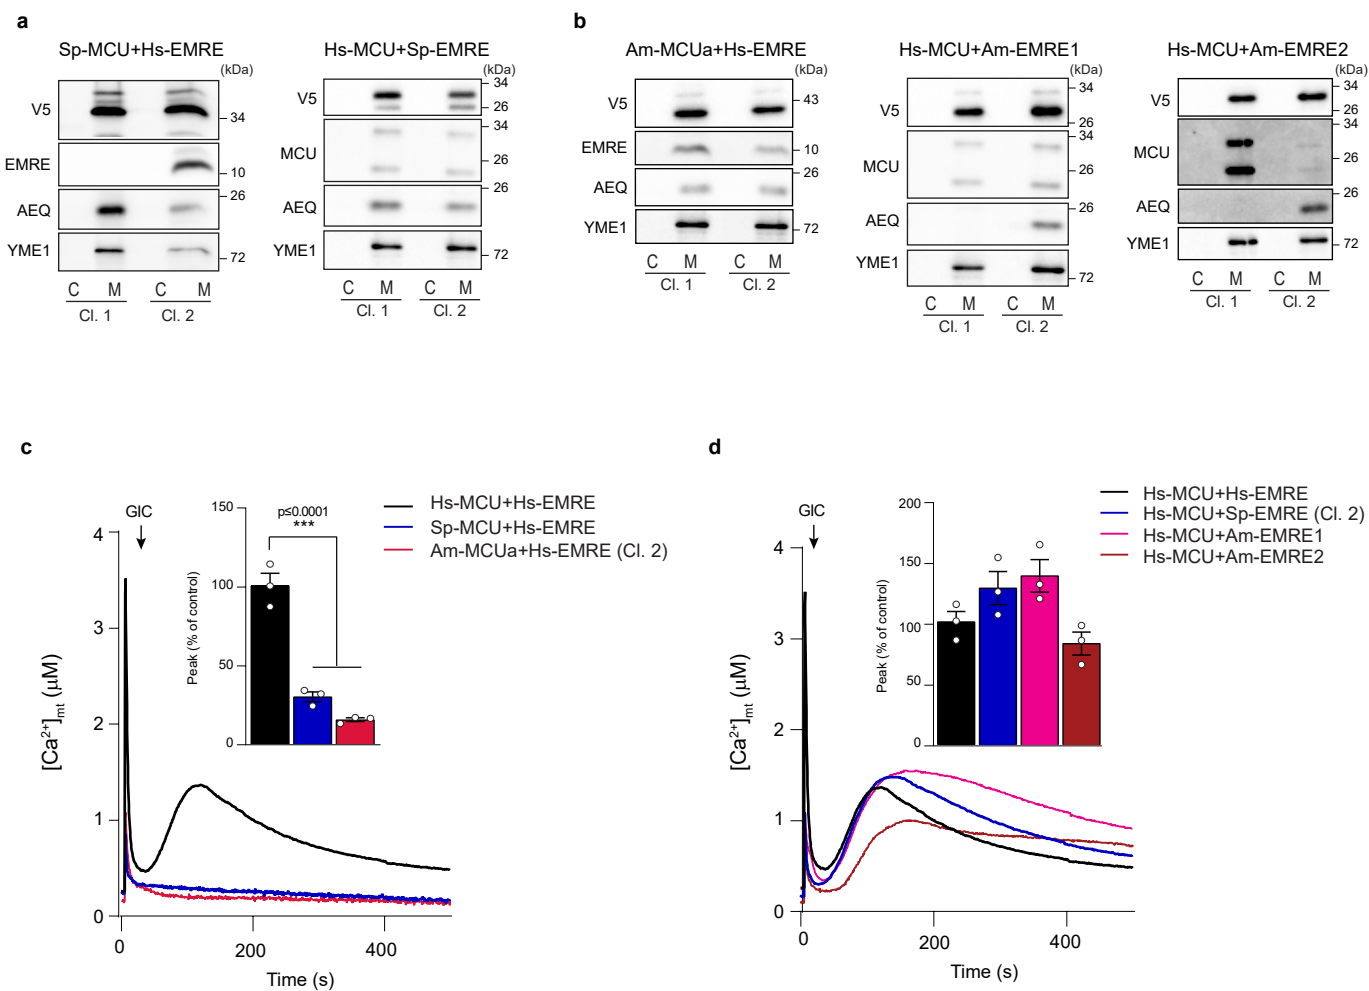 a
Sp-MCU+Hs-EMRE
(kDa)
V5
34
EMRE
10
AEQ
26
YME1
72
C M C M
Cl. 1 Cl. 2
Hs-MCU+Sp-EMRE
(kDa)
V5
34
26
MCU
34
26
AEQ
26
YME1
72
C M C M
Cl. 1 Cl. 2
b
Am-MCUa+Hs-EMRE
(kDa)
V5
43
EMRE
10
AEQ
26
YME1
72
C M C M
Cl. 1 Cl. 2
Hs-MCU+Am-EMRE1
(kDa)
V5
34
26
MCU
34
26
AEQ
26
YME1
72
C M C M
Cl. 1 Cl. 2
Hs-MCU+Am-EMRE2
(kDa)
V5
34
26
MCU
34
26
AEQ
26
YME1
72
C M C M
Cl. 1 Cl. 2
c
GIC
4
3
2
1
0
[Ca²⁺]mt (μM)
0 200 400
Time (s)
150
100
50
0
Peak (% of control)
p≤0.0001
***
Hs-MCU+Hs-EMRE
Sp-MCU+Hs-EMRE
Am-MCUa+Hs-EMRE (Cl. 2)
d
GIC
4
3
2
1
0
[Ca²⁺]mt (μM)
0 200 400
Time (s)
200
150
100
50
0
Peak (% of control)
Hs-MCU+Hs-EMRE
Hs-MCU+Sp-EMRE (Cl. 2)
Hs-MCU+Am-EMRE1
Hs-MCU+Am-EMRE2